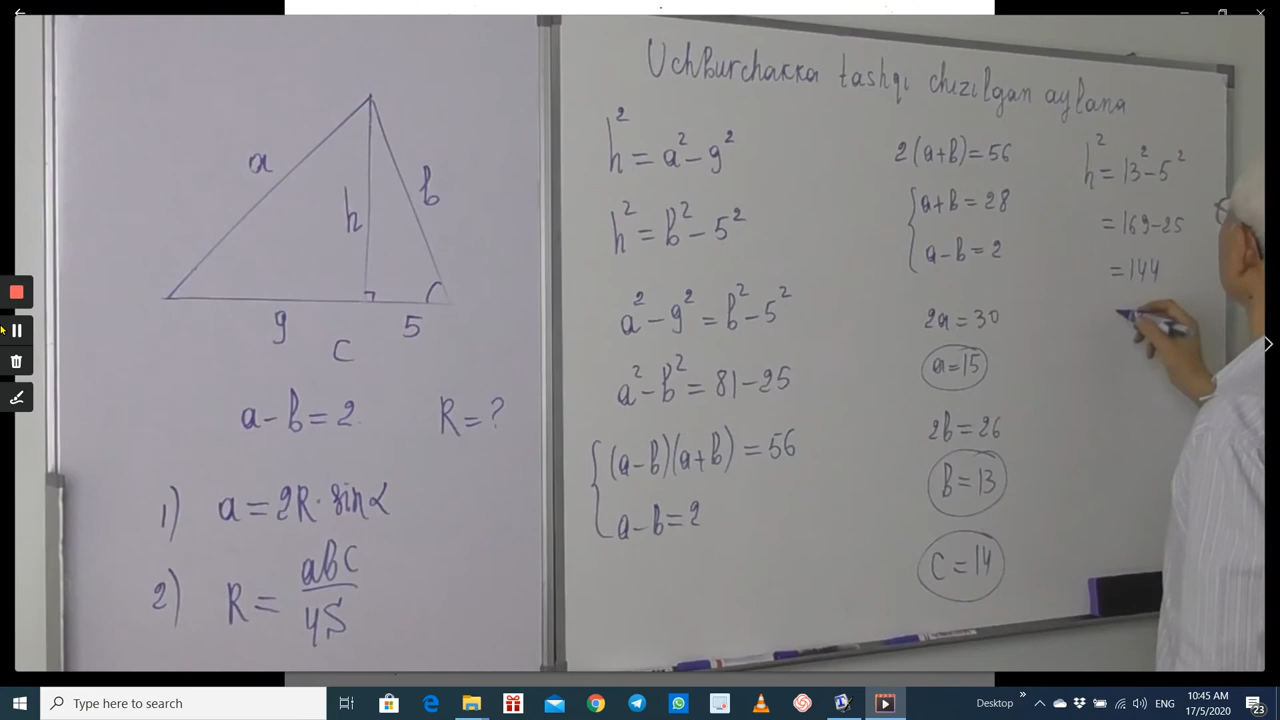 Uchburchakka tashqi chizilgan aylana
a
b
h
9
5
C
a-b=2
R=?
1) a=2R·sinα
2) R= abc/4S
h²=a²-9²
h²=b²-5²
a²-9²=b²-5²
a²-b²=81-25
(a-b)(a+b)=56
a-b=2
2(a+b)=56
a+b=28
a-b=2
2a=30
a=15
2b=26
b=13
c=14
h²=13²-5²
=169-25
=144
Type here to search
Desktop
ENG
10:45 AM
17/5/2020
23